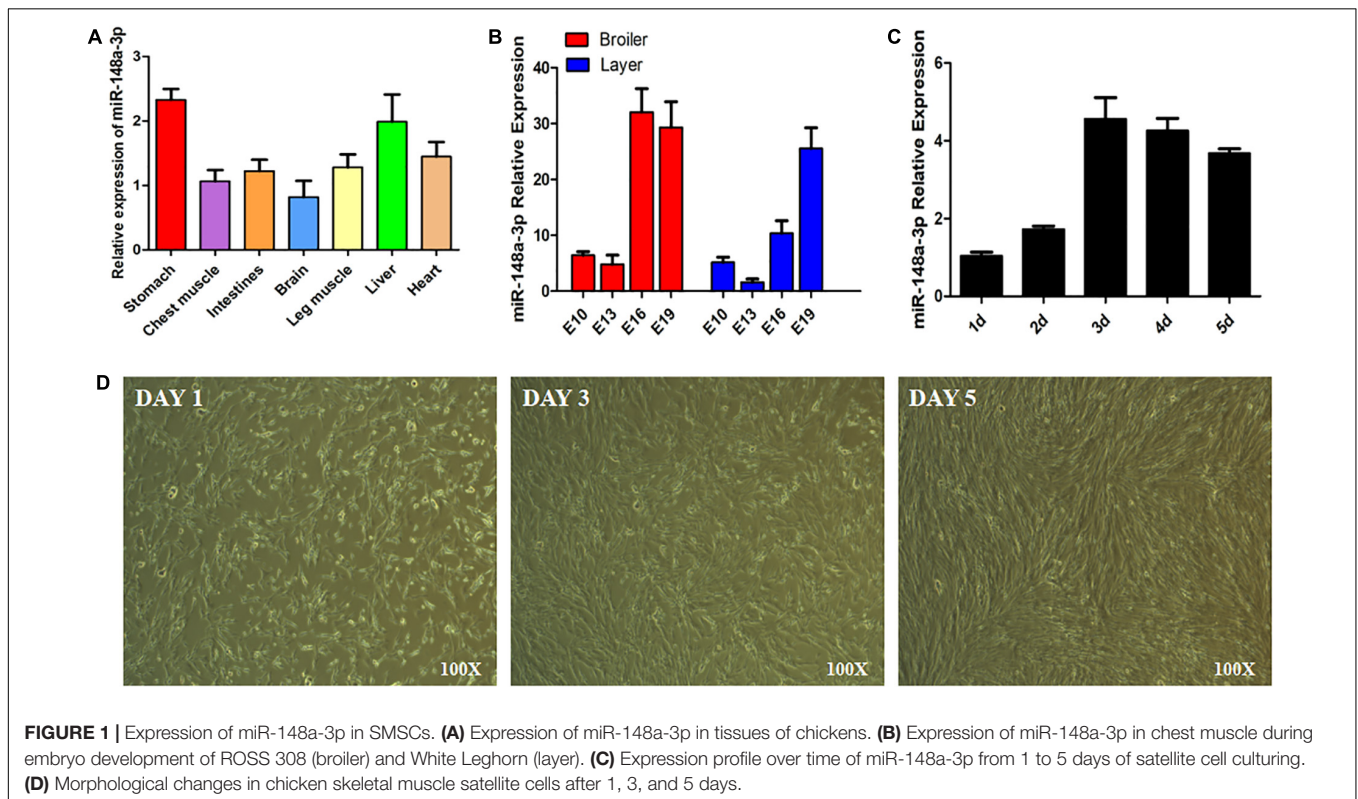 A
Relative expression of miR-148a-3p
3
2
1
0
Stomach
Chest muscle
Intestines
Brain
Leg muscle
Liver
Heart
B
Broiler
Layer
miR-148a-3p Relative Expression
40
30
20
10
0
E10
E13
E16
E19
E10
E13
E16
E19
C
miR-148a-3p Relative Expression
6
4
2
0
1d
2d
3d
4d
5d
D
DAY 1
100X
DAY 3
100X
DAY 5
100X
FIGURE 1 | Expression of miR-148a-3p in SMSCs. (A) Expression of miR-148a-3p in tissues of chickens. (B) Expression of miR-148a-3p in chest muscle during
embryo development of ROSS 308 (broiler) and White Leghorn (layer). (C) Expression profile over time of miR-148a-3p from 1 to 5 days of satellite cell culturing.
(D) Morphological changes in chicken skeletal muscle satellite cells after 1, 3, and 5 days.